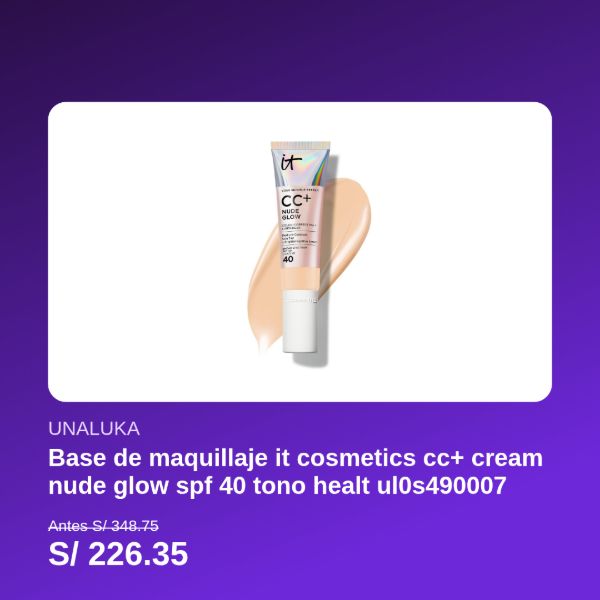 it
CC+
NUDE
GLOW
40
UNALUKA
Base de maquillaje it cosmetics cc+ cream
nude glow spf 40 tono healt ul0s490007
Antes S/ 348.75
S/ 226.35